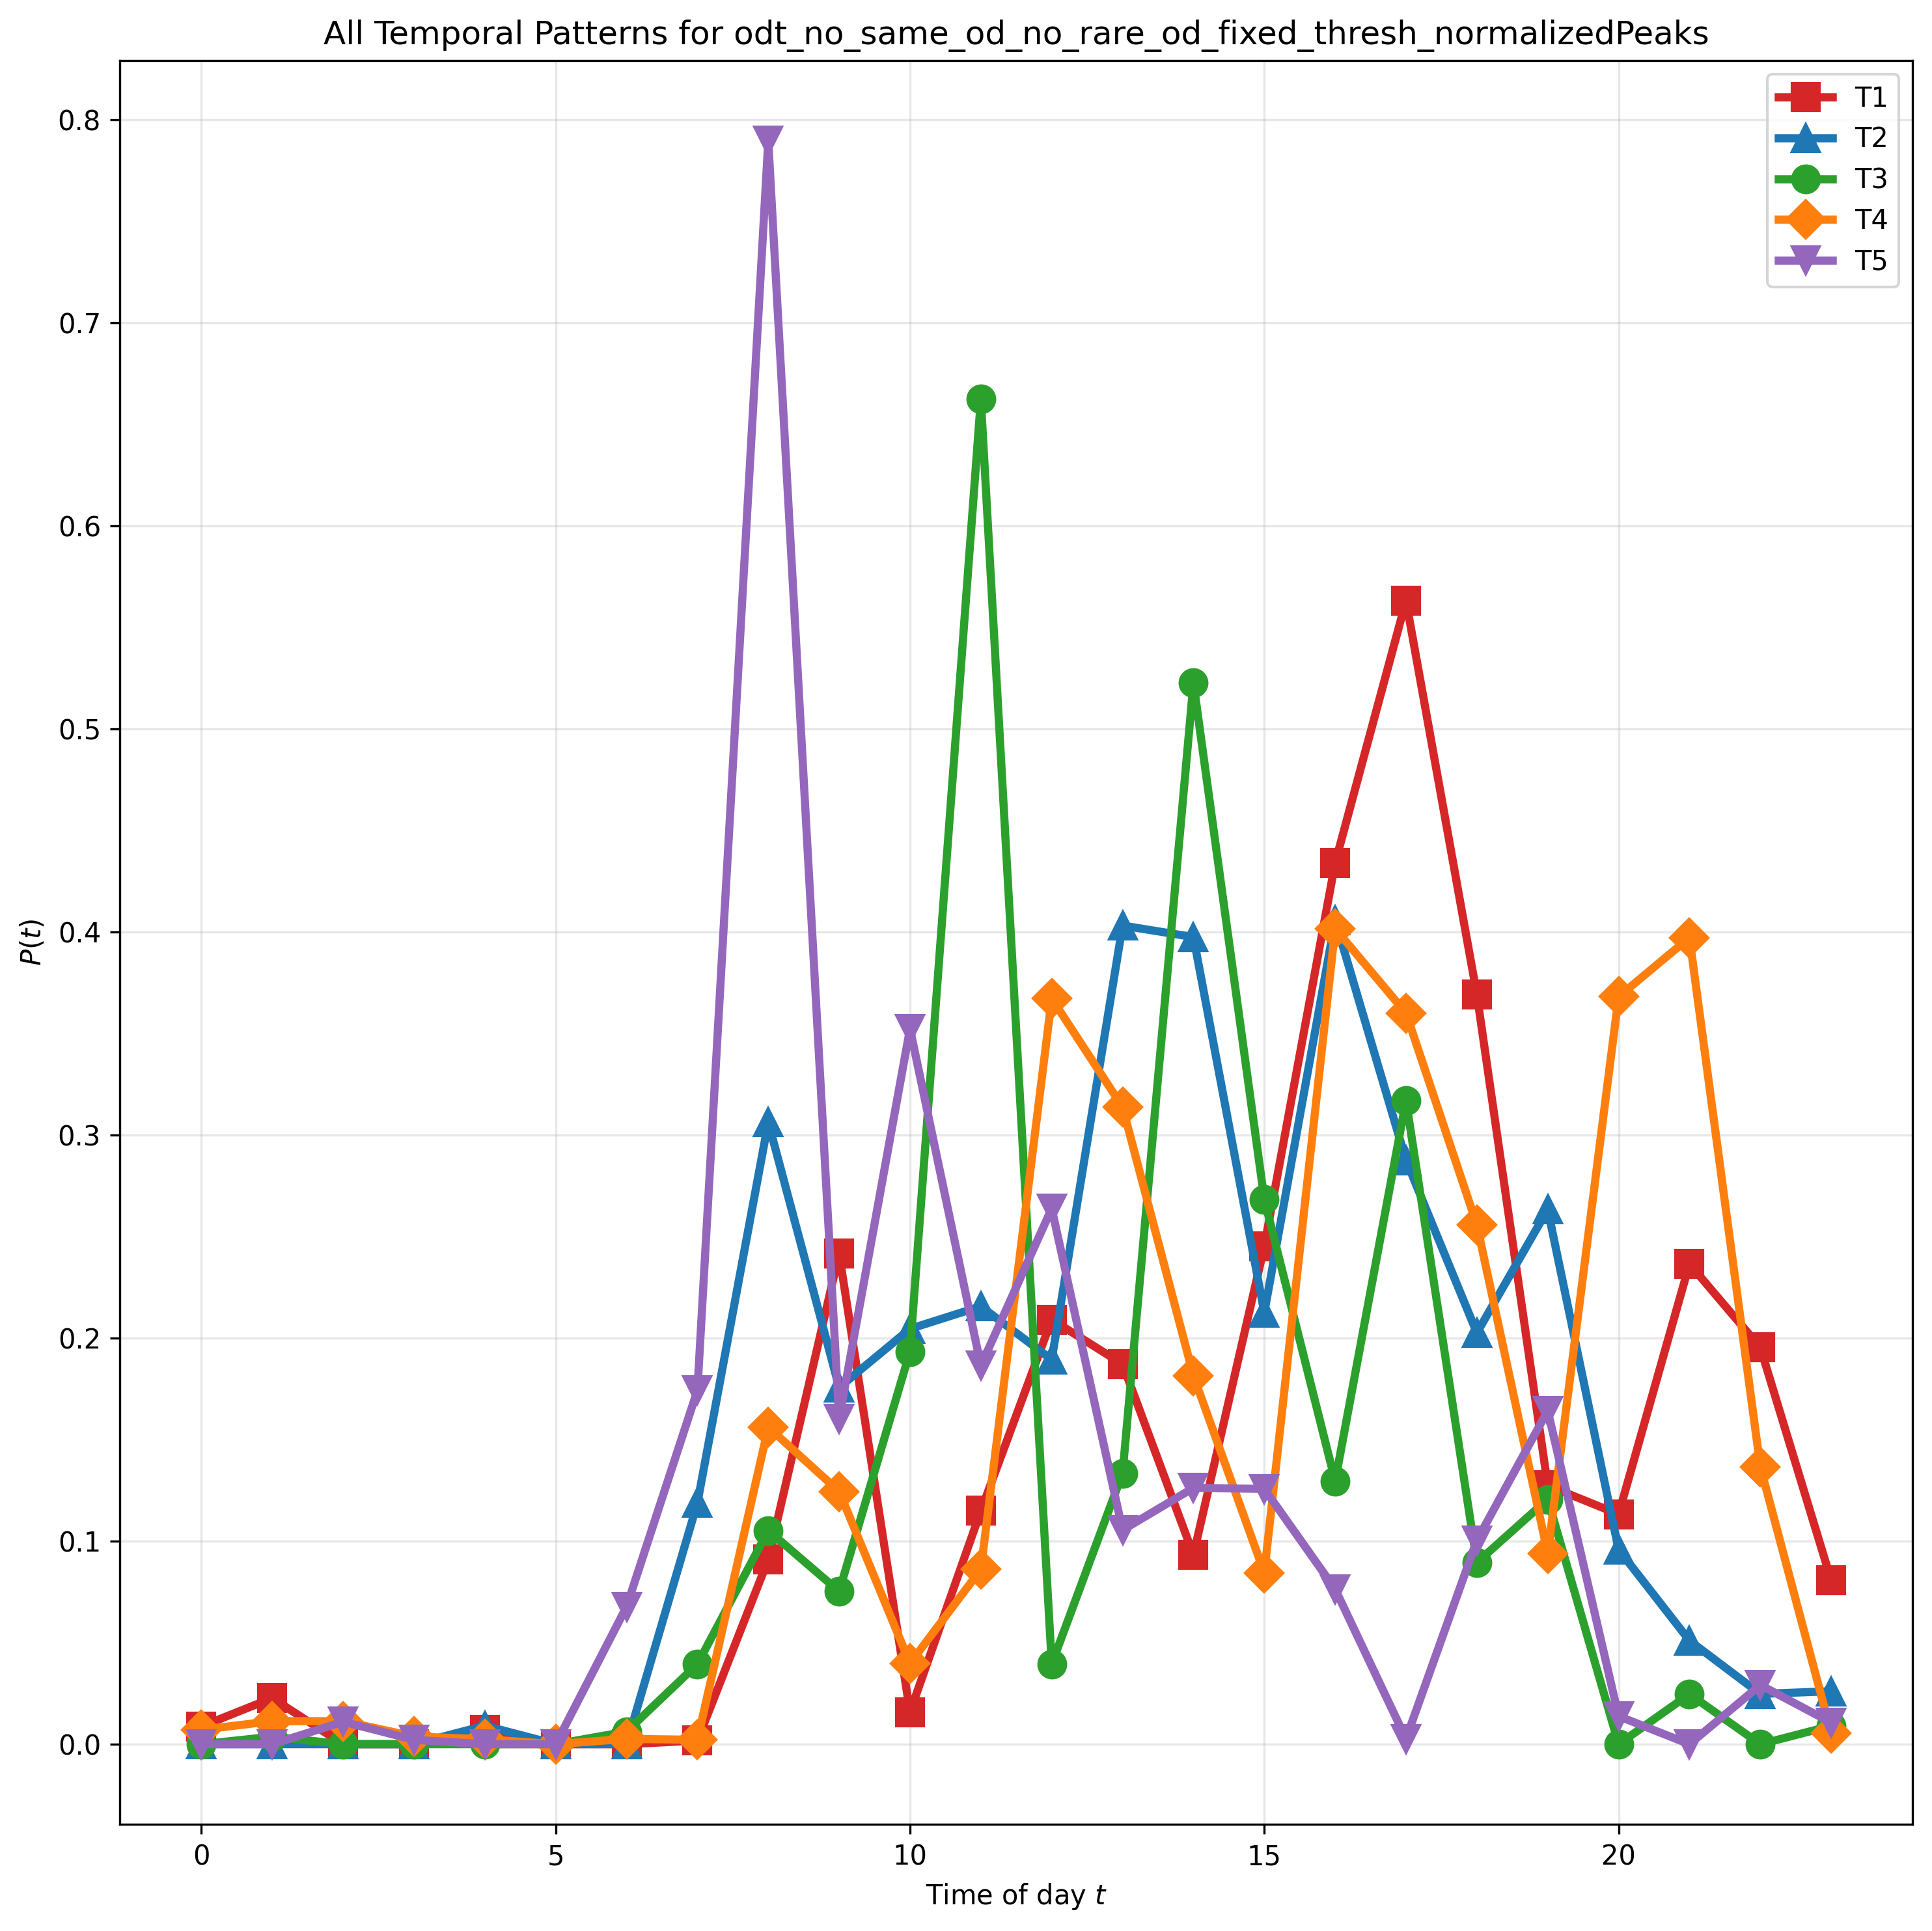 All Temporal Patterns for odt_no_same_od_no_rare_od_fixed_thresh_normalizedPeaks
T1
T2
T3
T4
T5
0.8
0.7
0.6
0.5
0.4
0.3
0.2
0.1
0.0
P(t)
0 5 10 15 20
Time of day t